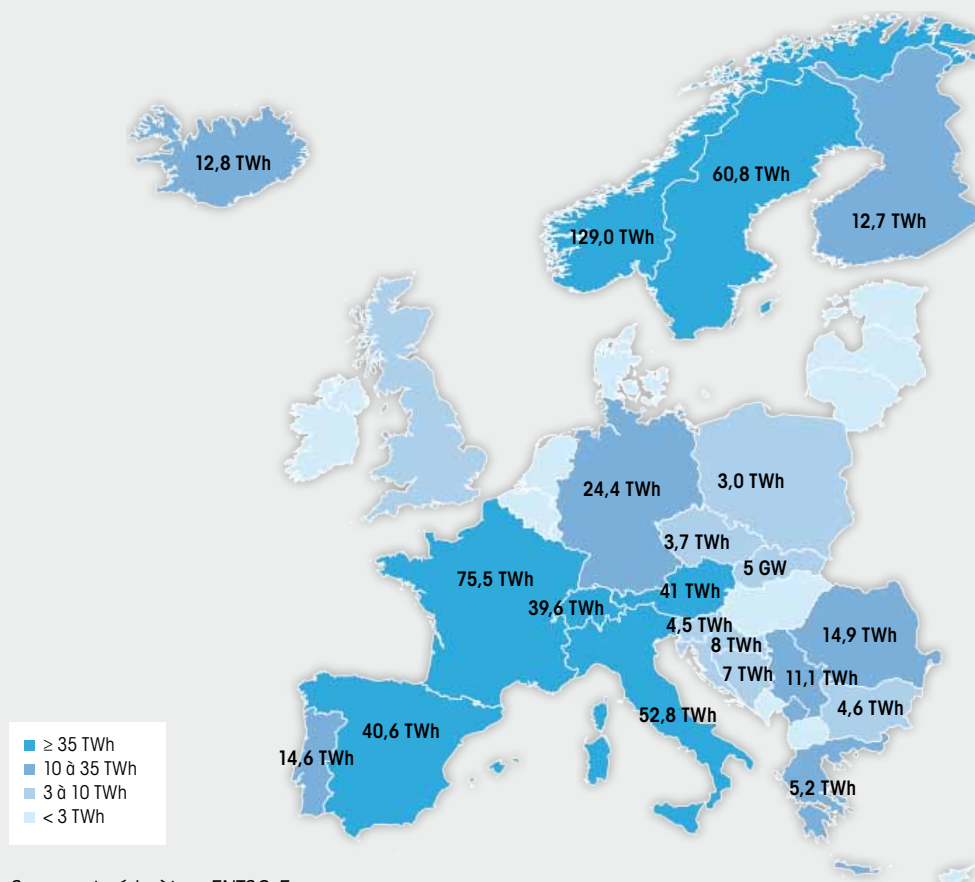 12,8 TWh
60,8 TWh
129,0 TWh
12,7 TWh
24,4 TWh
3,0 TWh
3,7 TWh
5 GW
75,5 TWh
41 TWh
39,6 TWh
4,5 TWh
8 TWh
14,9 TWh
7 TWh
11,1 TWh
4,6 TWh
52,8 TWh
40,6 TWh
14,6 TWh
5,2 TWh
≥ 35 TWh
10 à 35 TWh
3 à 10 TWh
< 3 TWh